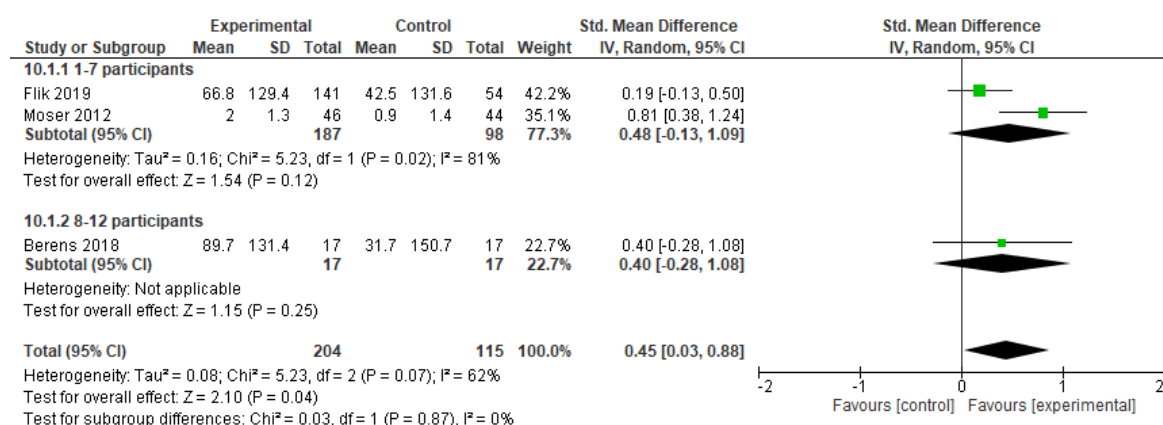 Experimental Control Std. Mean Difference Std. Mean Difference
Study or Subgroup Mean SD Total Mean SD Total Weight IV, Random, 95% CI IV, Random, 95% CI
10.1.1 1-7 participants
Flik 2019 66.8 129.4 141 42.5 131.6 54 42.2% 0.19 [-0.13, 0.50]
Moser 2012 2 1.3 46 0.9 1.4 44 35.1% 0.81 [0.38, 1.24]
Subtotal (95% CI) 187 98 77.3% 0.48 [-0.13, 1.09]
Heterogeneity: Tau² = 0.16; Chi² = 5.23, df = 1 (P = 0.02); I² = 81%
Test for overall effect: Z = 1.54 (P = 0.12)
10.1.2 8-12 participants
Berens 2018 89.7 131.4 17 31.7 150.7 17 22.7% 0.40 [-0.28, 1.08]
Subtotal (95% CI) 17 17 22.7% 0.40 [-0.28, 1.08]
Heterogeneity: Not applicable
Test for overall effect: Z = 1.15 (P = 0.25)
Total (95% CI) 204 115 100.0% 0.45 [0.03, 0.88]
Heterogeneity: Tau² = 0.08; Chi² = 5.23, df = 2 (P = 0.07); I² = 62%
Test for overall effect: Z = 2.10 (P = 0.04)
Test for subgroup differences: Chi² = 0.03, df = 1 (P = 0.87), I² = 0%
-2 -1 0 1 2
Favours [control] Favours [experimental]